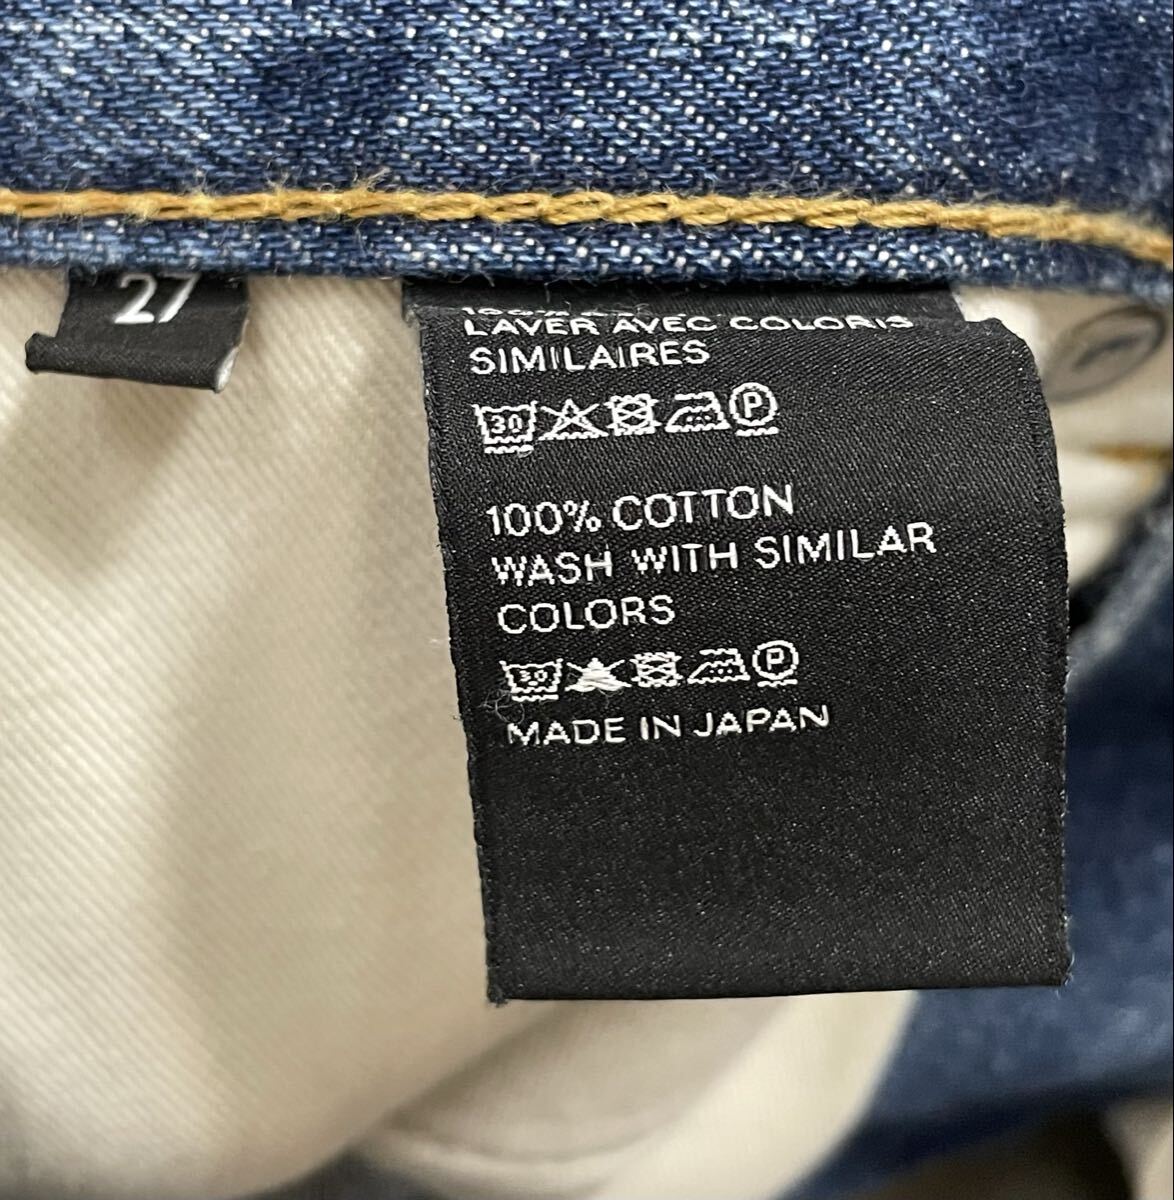 27
LAVER AVEC COLORIS
SIMILAIRES
30 P
100% COTTON
WASH WITH SIMILAR
COLORS
30 P
MADE IN JAPAN